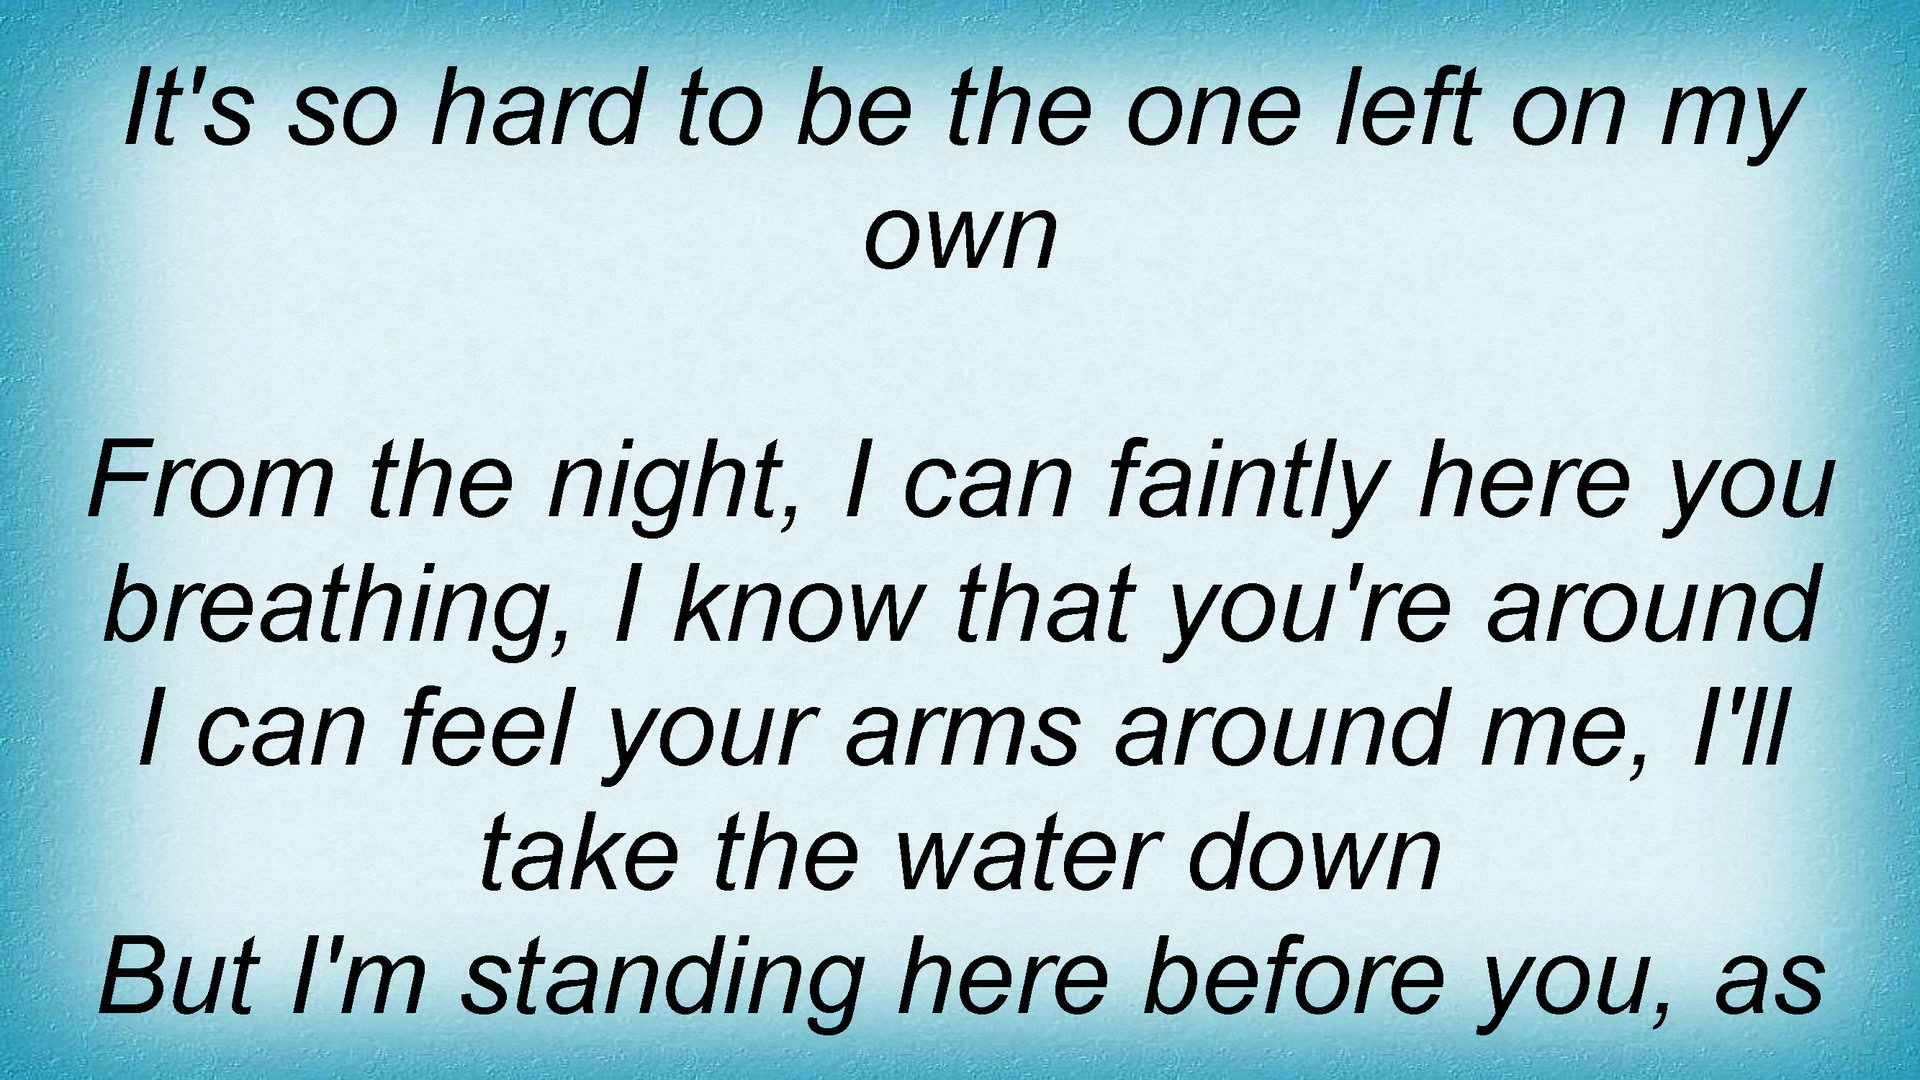 It's so hard to be the one left on my
own
From the night, I can faintly here you
breathing, I know that you're around
I can feel your arms around me, I'll
take the water down
But I'm standing here before you, as